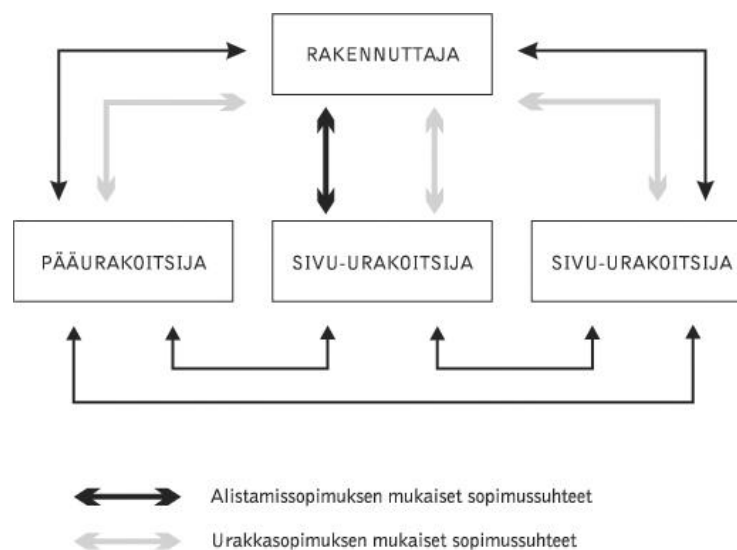 RAKENNUTTAJA
PÄÄURAKOITSIJA
SIVU-URAKOITSIJA
SIVU-URAKOITSIJA
Alistamissopimuksen mukaiset sopimussuhteet
Urakkasopimuksen mukaiset sopimussuhteet